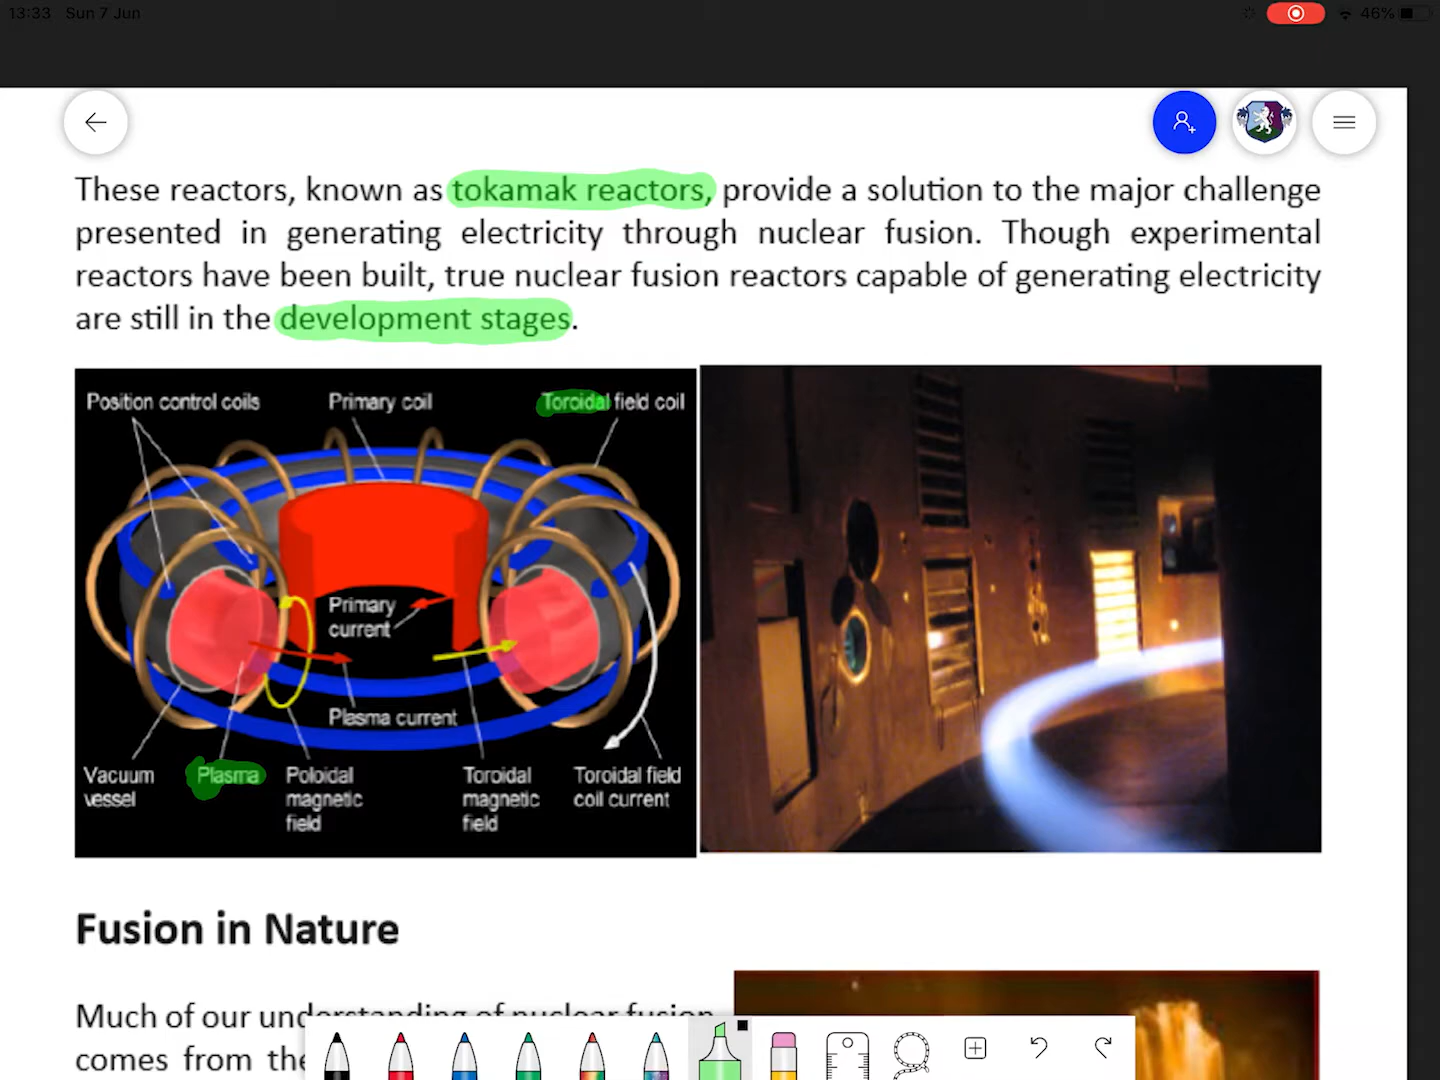 13:33 Sun 7 Jun
46%
These reactors, known as tokamak reactors, provide a solution to the major challenge
presented in generating electricity through nuclear fusion. Though experimental
reactors have been built, true nuclear fusion reactors capable of generating electricity
are still in the development stages.
Position control coils
Primary coil
Toroidal field coil
Primary
current
Plasma current
Vacuum
vessel
Plasma
Poloidal
magnetic
field
Toroidal
magnetic
field
Toroidal field
coil current
Fusion in Nature
Much of our understanding of nuclear fusion
comes from the